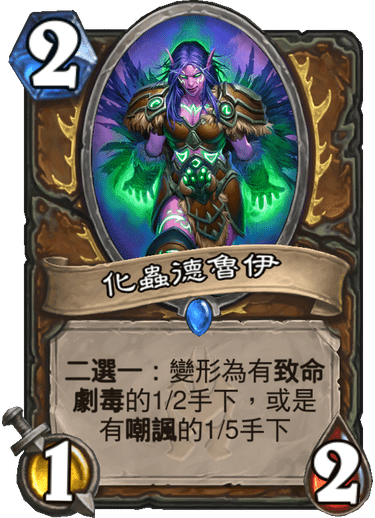 2
化蟲德魯伊
二選一：變形為有致命
劇毒的1/2手下，或是
有嘲諷的1/5手下
1
2